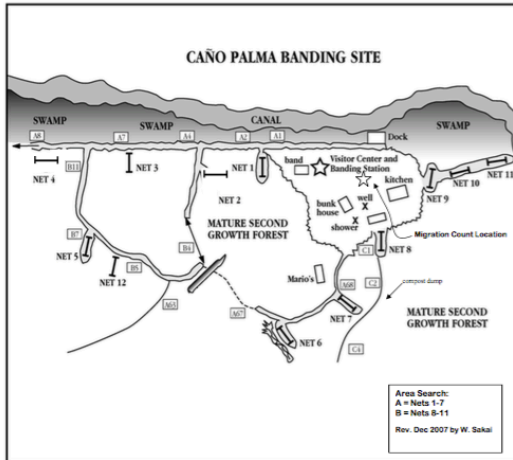 CAÑO PALMA BANDING SITE
SWAMP
SWAMP
CANAL
SWAMP
A8
A7
A4
A2
A1
Dock
NET 4
B11
NET 3
NET 2
NET 1
band
Visitor Center and
Banding Station
kitchen
NET 9
NET 10
NET 11
bunk
house
well
shower
Migration Count Location
MATURE SECOND
GROWTH FOREST
B7
NET 5
B5
NET 12
B4
C1
NET 8
Mario's
A68
C2
compost dump
A65
A67
NET 7
MATURE SECOND
GROWTH FOREST
NET 6
C4
Area Search:
A = Nets 1-7
B = Nets 8-11
Rev. Dec 2007 by W. Sakai